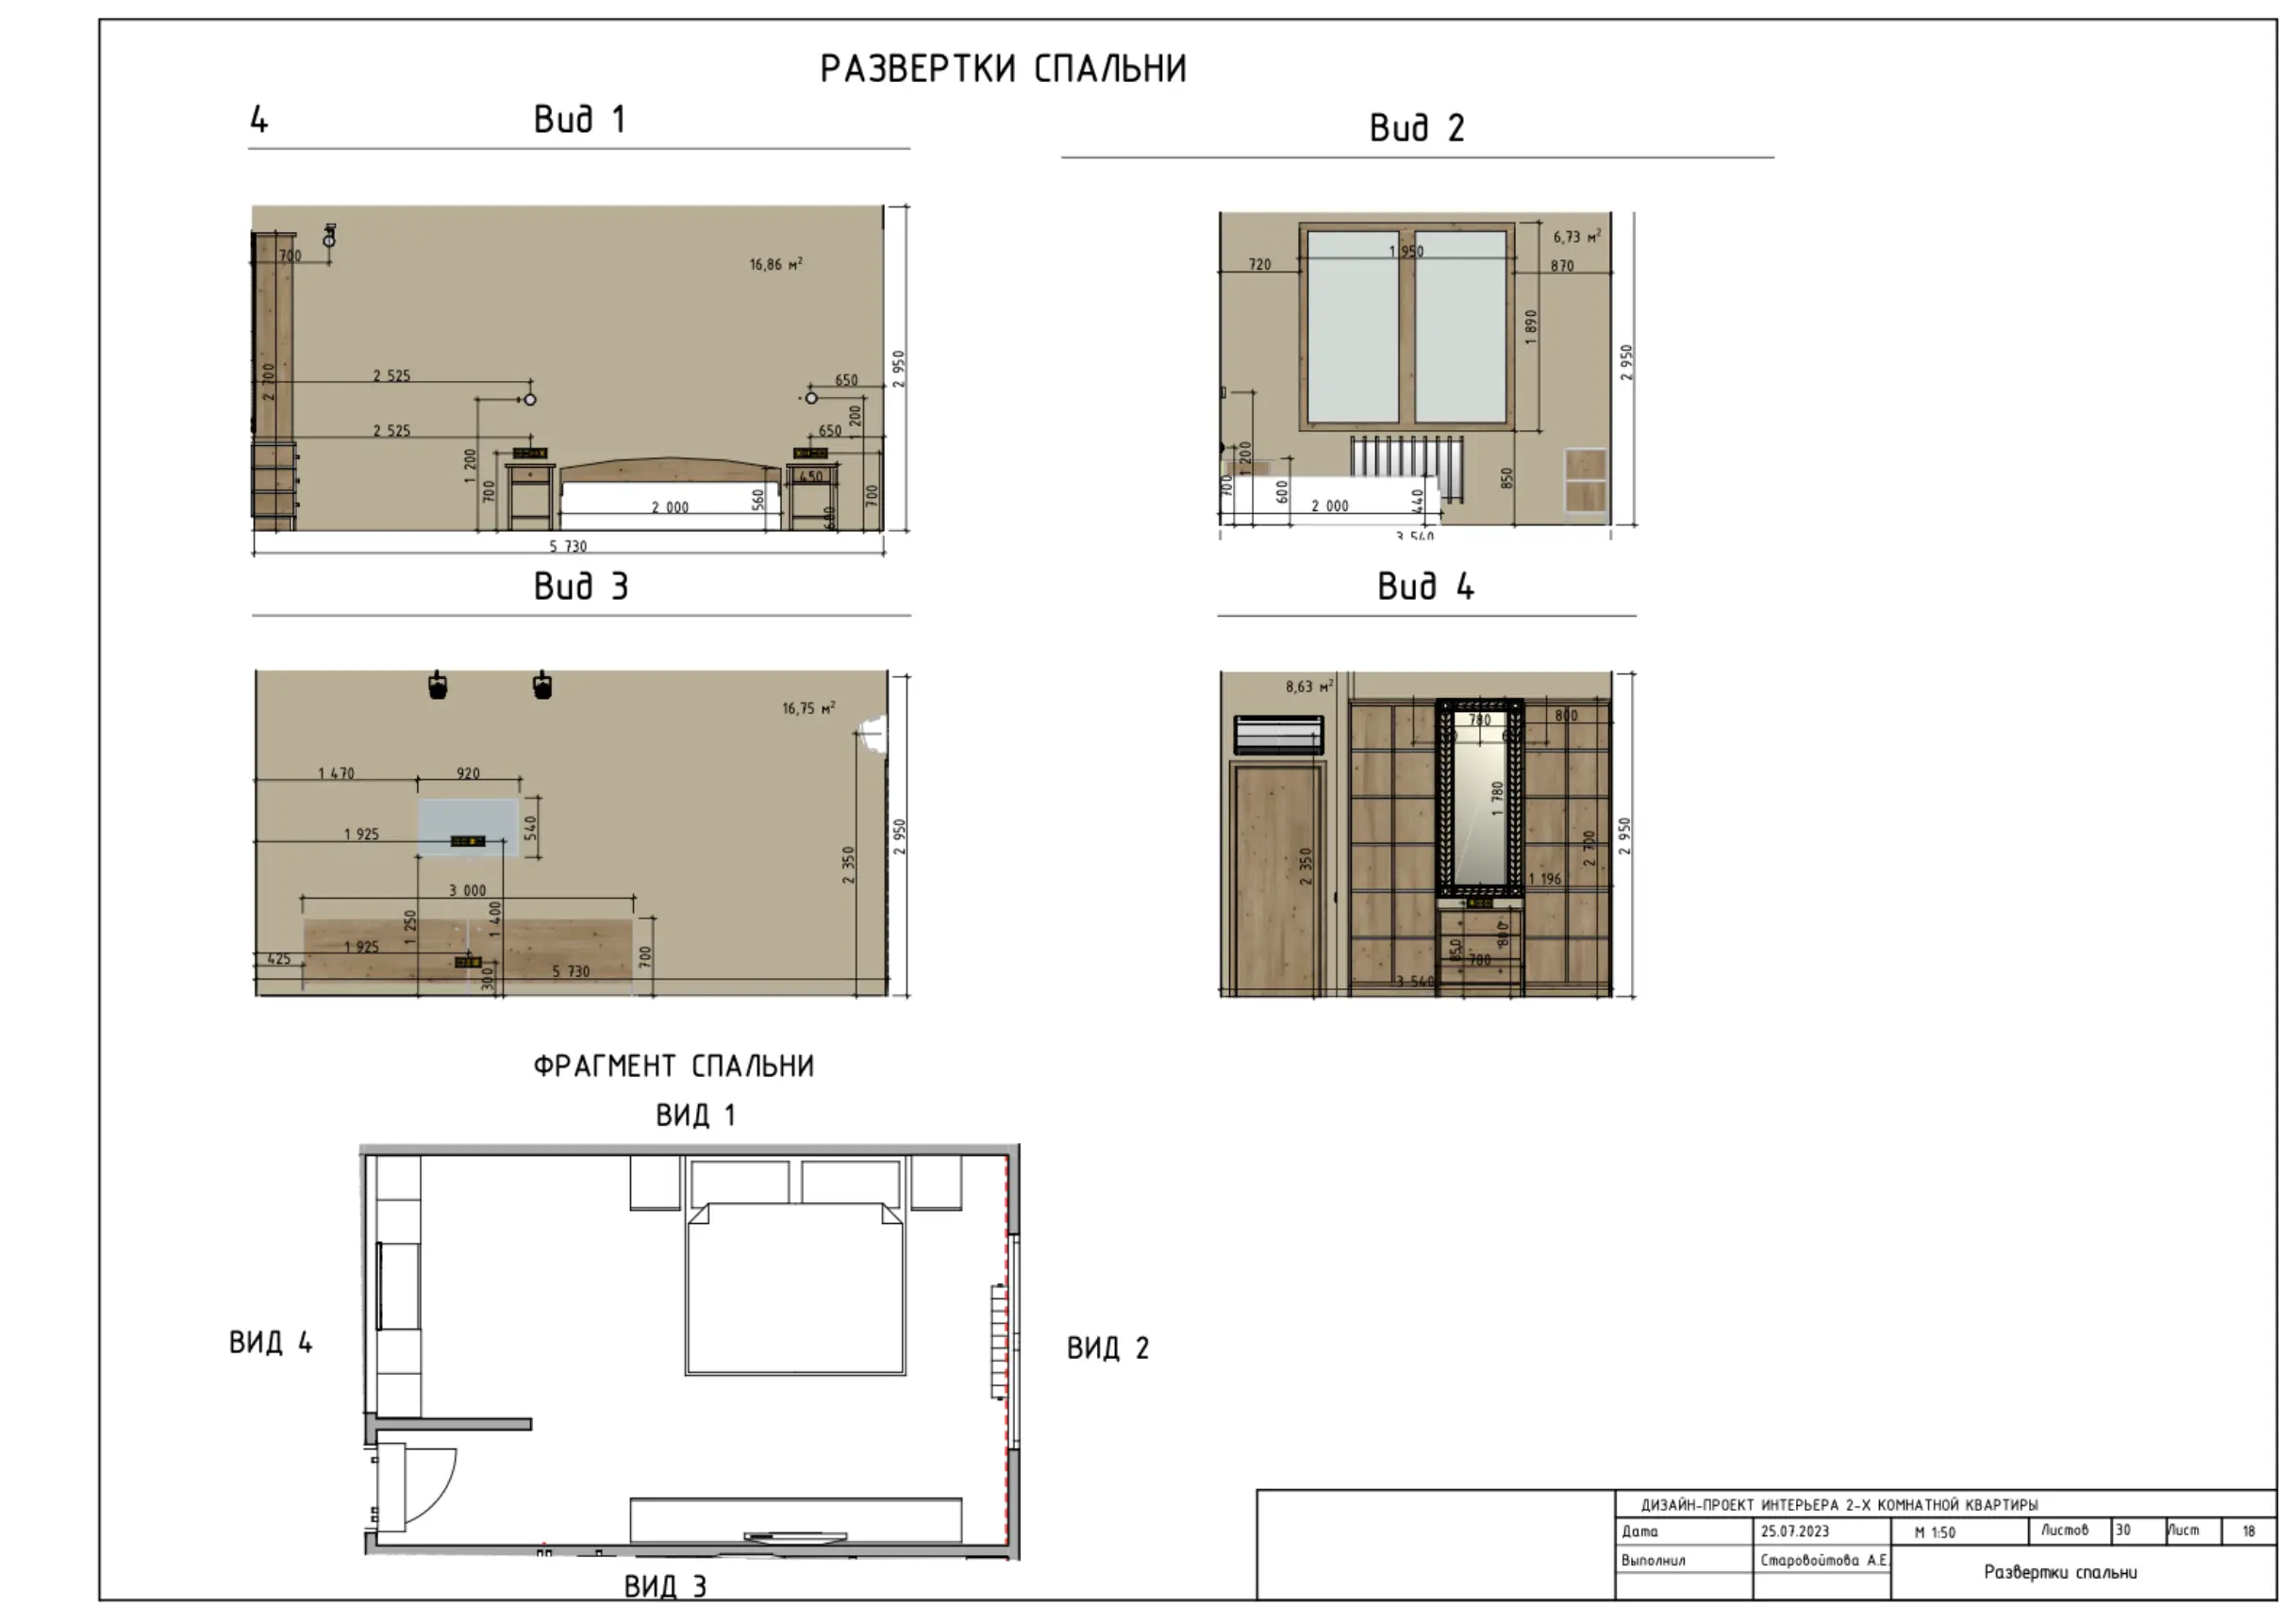 РАЗВЕРТКИ СПАЛЬНИ
4 Вид 1
Вид 2
700
16,86 м²
2 700
2 525
2 525
650
650
1 200
1 200
700
700
450
600
560
2 000
2 950
5 730
6,73 м²
1 950
720
870
1 890
2 950
1 200
700
600
2 000
440
850
3 540
Вид 3
Вид 4
16,75 м²
1 470
920
540
1 925
3 000
1 250
1 400
1 925
425
300
5 730
700
2 350
2 950
8,63 м²
780
800
1 780
2 350
2 700
2 950
1 196
850
800
780
3 540
ФРАГМЕНТ СПАЛЬНИ
ВИД 1
ВИД 4
ВИД 2
ВИД 3
ДИЗАЙН-ПРОЕКТ ИНТЕРЬЕРА 2-Х КОМНАТНОЙ КВАРТИРЫ
Дата 25.07.2023 М 1:50 Листов 30 Лист 18
Выполнил Старовойтова А.Е.
Развертки спальни